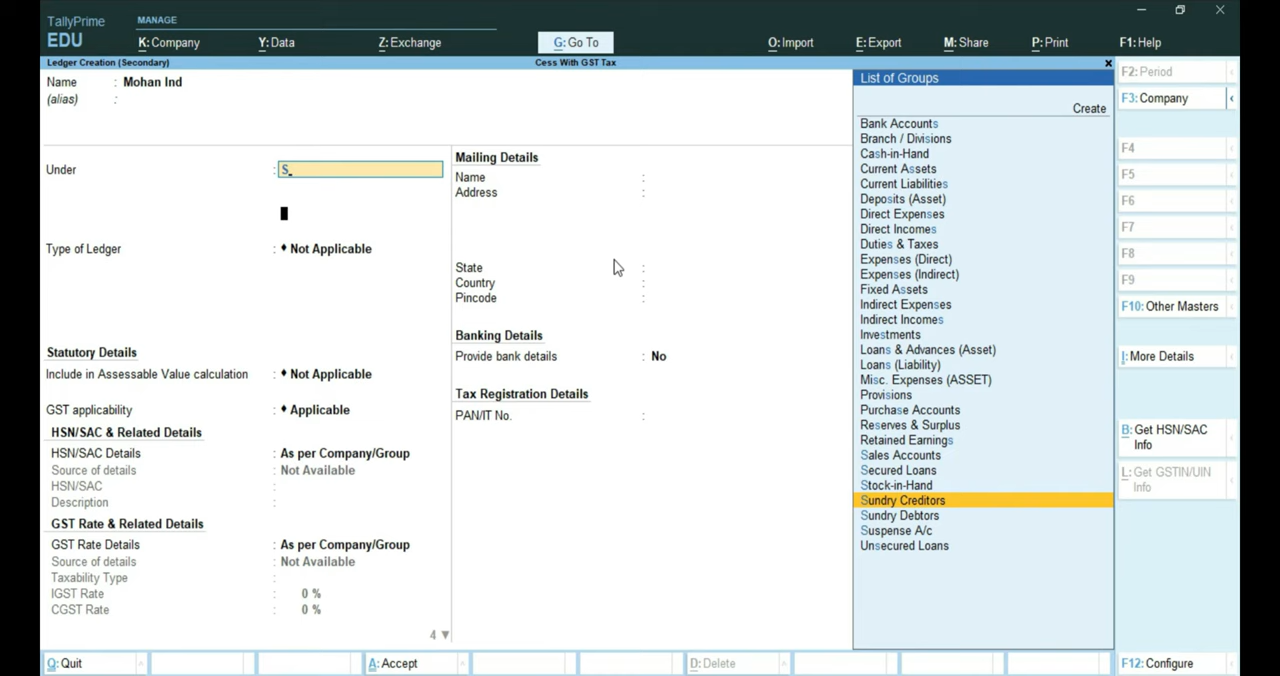 TallyPrime
EDU
MANAGE
K: Company
Y: Data
Z: Exchange
G: Go To
O: Import
E: Export
M: Share
P: Print
F1: Help
Ledger Creation (Secondary)
Cess With GST Tax
Name : Mohan Ind
(alias) :
Under : S
Type of Ledger : ♦ Not Applicable
Statutory Details
Include in Assessable Value calculation : ♦ Not Applicable
GST applicability : ♦ Applicable
HSN/SAC & Related Details
HSN/SAC Details : As per Company/Group
Source of details : Not Available
HSN/SAC :
Description :
GST Rate & Related Details
GST Rate Details : As per Company/Group
Source of details : Not Available
Taxability Type :
IGST Rate : 0 %
CGST Rate : 0 %
4 ▼
Mailing Details
Name :
Address :
State :
Country :
Pincode :
Banking Details
Provide bank details : No
Tax Registration Details
PAN/IT No. :
List of Groups
Create
Bank Accounts
Branch / Divisions
Cash-in-Hand
Current Assets
Current Liabilities
Deposits (Asset)
Direct Expenses
Direct Incomes
Duties & Taxes
Expenses (Direct)
Expenses (Indirect)
Fixed Assets
Indirect Expenses
Indirect Incomes
Investments
Loans & Advances (Asset)
Loans (Liability)
Misc. Expenses (ASSET)
Provisions
Purchase Accounts
Reserves & Surplus
Retained Earnings
Sales Accounts
Secured Loans
Stock-in-Hand
Sundry Creditors
Sundry Debtors
Suspense A/c
Unsecured Loans
F2: Period
F3: Company
F4
F5
F6
F7
F8
F9
F10: Other Masters
I: More Details
B: Get HSN/SAC
Info
L: Get GSTIN/UIN
Info
Q: Quit
A: Accept
D: Delete
F12: Configure